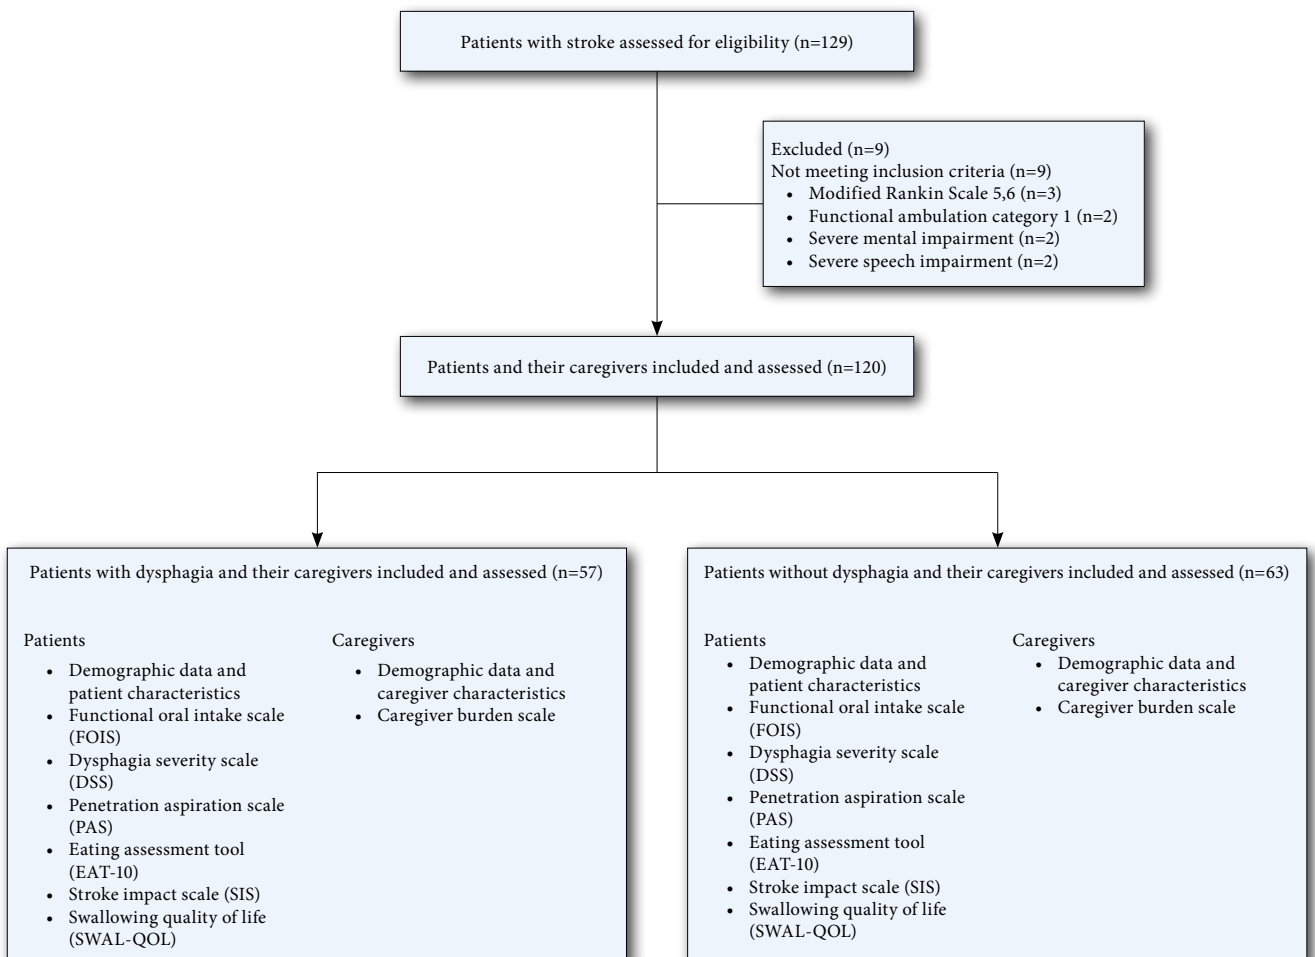 Patients with stroke assessed for eligibility (n=129)
Excluded (n=9)
Not meeting inclusion criteria (n=9)
• Modified Rankin Scale 5,6 (n=3)
• Functional ambulation category 1 (n=2)
• Severe mental impairment (n=2)
• Severe speech impairment (n=2)
Patients and their caregivers included and assessed (n=120)
Patients with dysphagia and their caregivers included and assessed (n=57)
Patients
• Demographic data and
patient characteristics
• Functional oral intake scale
(FOIS)
• Dysphagia severity scale
(DSS)
• Penetration aspiration scale
(PAS)
• Eating assessment tool
(EAT-10)
• Stroke impact scale (SIS)
• Swallowing quality of life
(SWAL-QOL)
Caregivers
• Demographic data and
caregiver characteristics
• Caregiver burden scale
Patients without dysphagia and their caregivers included and assessed (n=63)
Patients
• Demographic data and
patient characteristics
• Functional oral intake scale
(FOIS)
• Dysphagia severity scale
(DSS)
• Penetration aspiration scale
(PAS)
• Eating assessment tool
(EAT-10)
• Stroke impact scale (SIS)
• Swallowing quality of life
(SWAL-QOL)
Caregivers
• Demographic data and
caregiver characteristics
• Caregiver burden scale